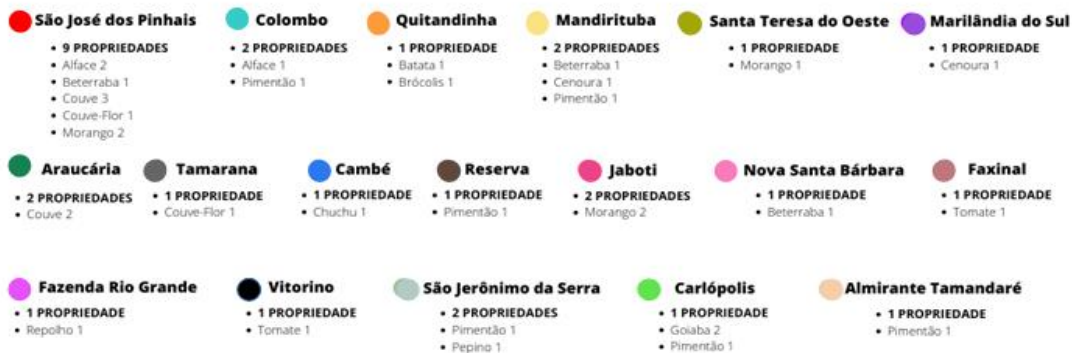 São José dos Pinhais
• 9 PROPRIEDADES
• Alface 2
• Beterraba 1
• Couve 3
• Couve-Flor 1
• Morango 2
Colombo
• 2 PROPRIEDADES
• Alface 1
• Pimentão 1
Quitandinha
• 1 PROPRIEDADE
• Batata 1
• Brócolis 1
Mandirituba
• 2 PROPRIEDADES
• Beterraba 1
• Cenoura 1
• Pimentão 1
Santa Teresa do Oeste
• 1 PROPRIEDADE
• Morango 1
Marilândia do Sul
• 1 PROPRIEDADE
• Cenoura 1
Araucária
• 2 PROPRIEDADES
• Couve 2
Tamarana
• 1 PROPRIEDADE
• Couve-Flor 1
Cambé
• 1 PROPRIEDADE
• Chuchu 1
Reserva
• 1 PROPRIEDADE
• Pimentão 1
Jaboti
• 2 PROPRIEDADES
• Morango 2
Nova Santa Bárbara
• 1 PROPRIEDADE
• Beterraba 1
Faxinal
• 1 PROPRIEDADE
• Tomate 1
Fazenda Rio Grande
• 1 PROPRIEDADE
• Repolho 1
Vitorino
• 1 PROPRIEDADE
• Tomate 1
São Jerônimo da Serra
• 2 PROPRIEDADES
• Pimentão 1
• Pepino 1
Carlópolis
• 1 PROPRIEDADE
• Goiaba 2
• Pimentão 1
Almirante Tamandaré
• 1 PROPRIEDADE
• Pimentão 1